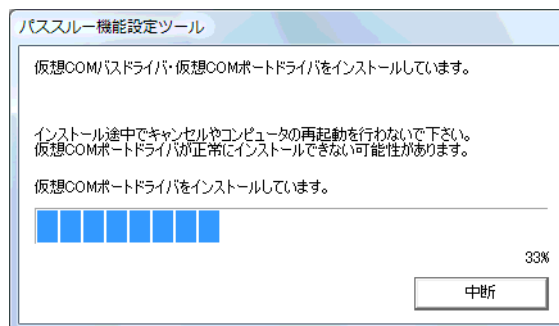 パススルー機能設定ツール
仮想COMバスドライバ・仮想COMポートドライバをインストールしています。
インストール途中でキャンセルやコンピュータの再起動を行わないで下さい。
仮想COMポートドライバが正常にインストールできない可能性があります。
仮想COMポートドライバをインストールしています。
33%
中断